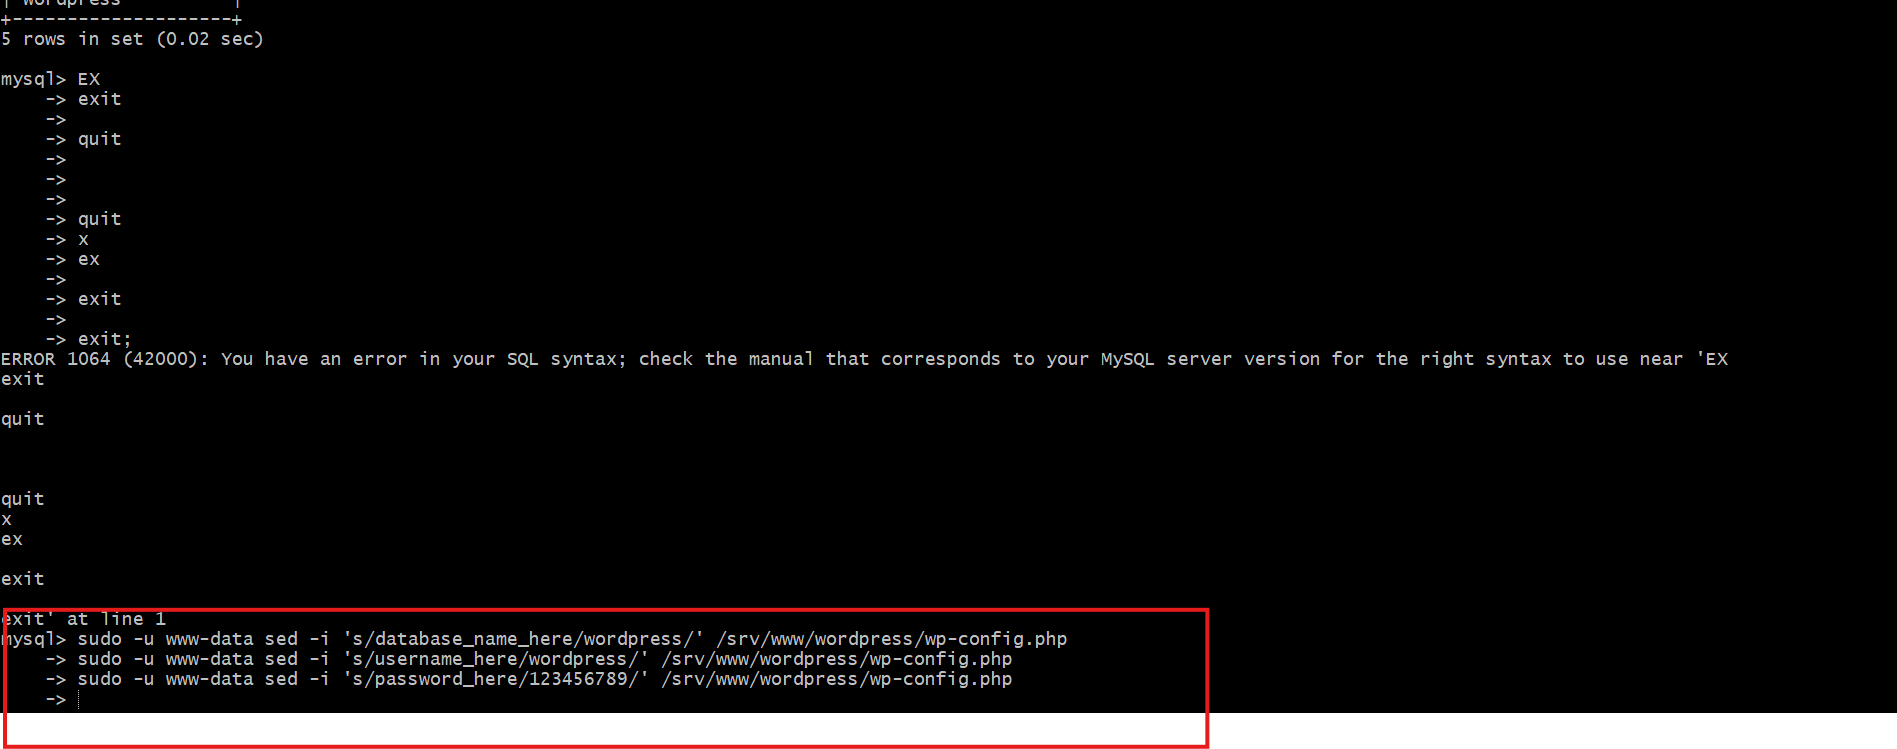 | wordpress          |
+--------------------+
5 rows in set (0.02 sec)
mysql> EX
    -> exit
    ->
    -> quit
    ->
    ->
    ->
    -> quit
    -> x
    -> ex
    ->
    -> exit
    ->
    -> exit;
ERROR 1064 (42000): You have an error in your SQL syntax; check the manual that corresponds to your MySQL server version for the right syntax to use near 'EX
exit
quit
quit
x
ex
exit
exit' at line 1
mysql> sudo -u www-data sed -i 's/database_name_here/wordpress/' /srv/www/wordpress/wp-config.php
    -> sudo -u www-data sed -i 's/username_here/wordpress/' /srv/www/wordpress/wp-config.php
    -> sudo -u www-data sed -i 's/password_here/123456789/' /srv/www/wordpress/wp-config.php
    ->